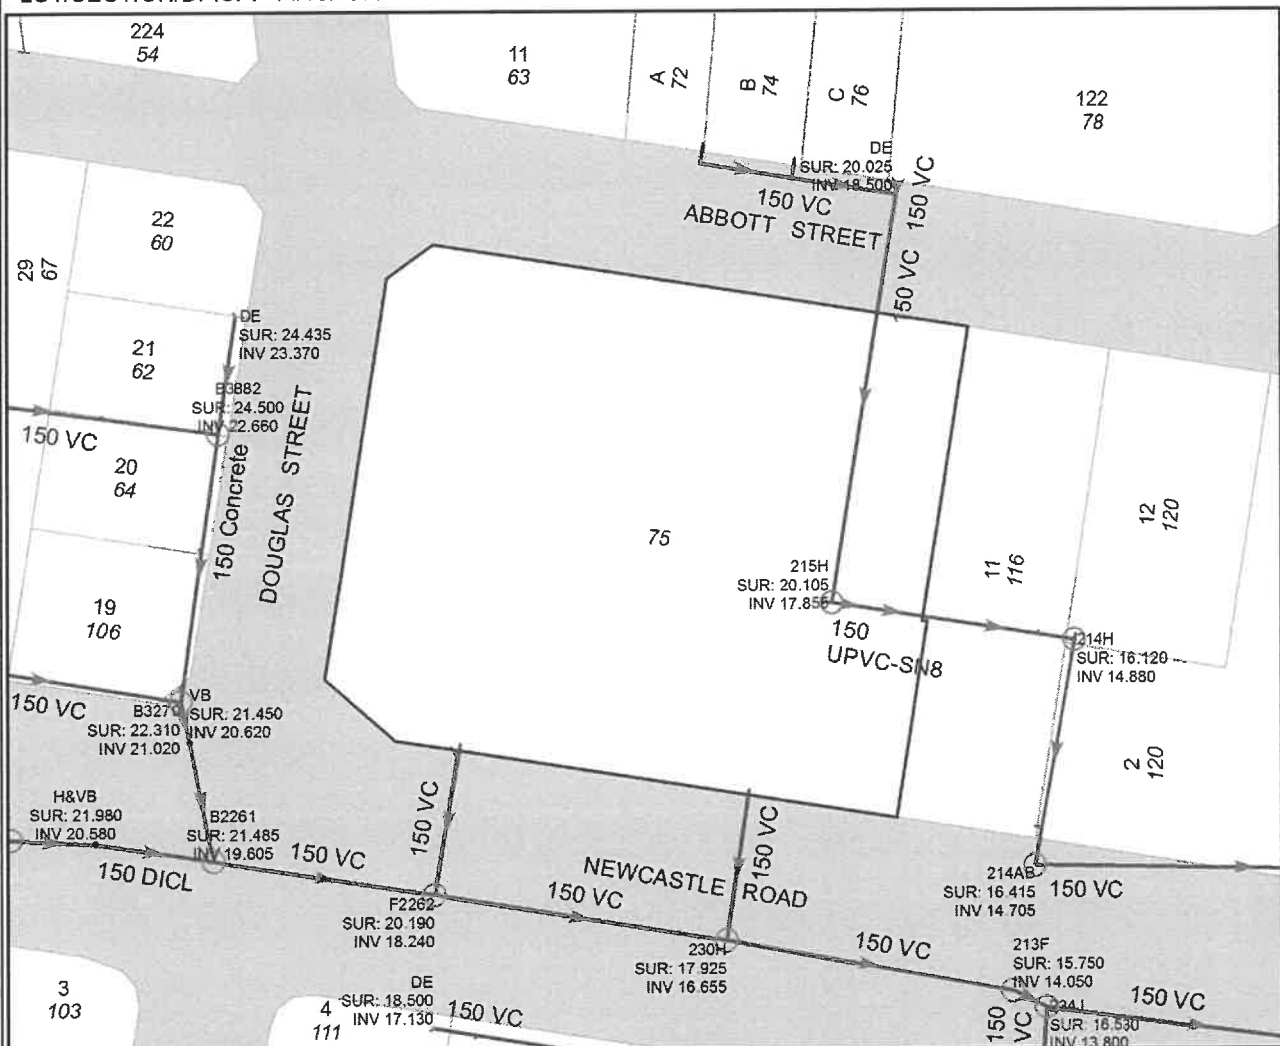 224
54
11
63
A
72
B
74
C
76
122
78
DE
SUR: 20.025
INV 18.500
150 VC
150 VC
ABBOTT STREET
150 VC
22
60
29
67
DE
SUR: 24.435
INV 23.370
21
62
B3882
SUR: 24.500
INV 22.660
150 VC
20
64
150 Concrete
DOUGLAS STREET
75
12
120
11
116
215H
SUR: 20.105
INV 17.855
150
UPVC-SN8
19
106
214H
SUR: 16.120
INV 14.880
150 VC
VB
SUR: 21.450
INV 20.620
B3270
SUR: 22.310
INV 21.020
2
120
H&VB
SUR: 21.980
INV 20.580
B2261
SUR: 21.485
INV 19.605
150 DICL
150 VC
150 VC
150 VC
NEWCASTLE ROAD
150 VC
F2262
SUR: 20.190
INV 18.240
214AB
SUR: 16.415
INV 14.705
150 VC
230H
SUR: 17.925
INV 16.655
150 VC
213F
SUR: 15.750
INV 14.050
3
103
4
111
DE
SUR: 18.500
INV 17.130
150 VC
150 VC
SUR: 16.530
INV 13.800
150 VC